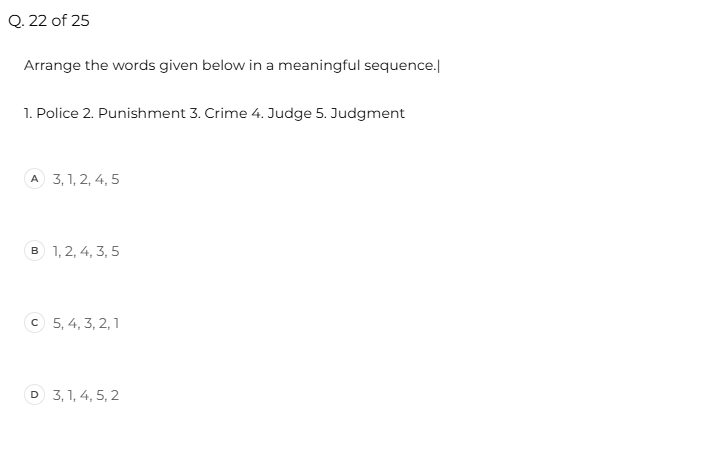 Q. 22 of 25
Arrange the words given below in a meaningful sequence.|
1. Police 2. Punishment 3. Crime 4. Judge 5. Judgment
A 3, 1, 2, 4, 5
B 1, 2, 4, 3, 5
C 5, 4, 3, 2, 1
D 3, 1, 4, 5, 2